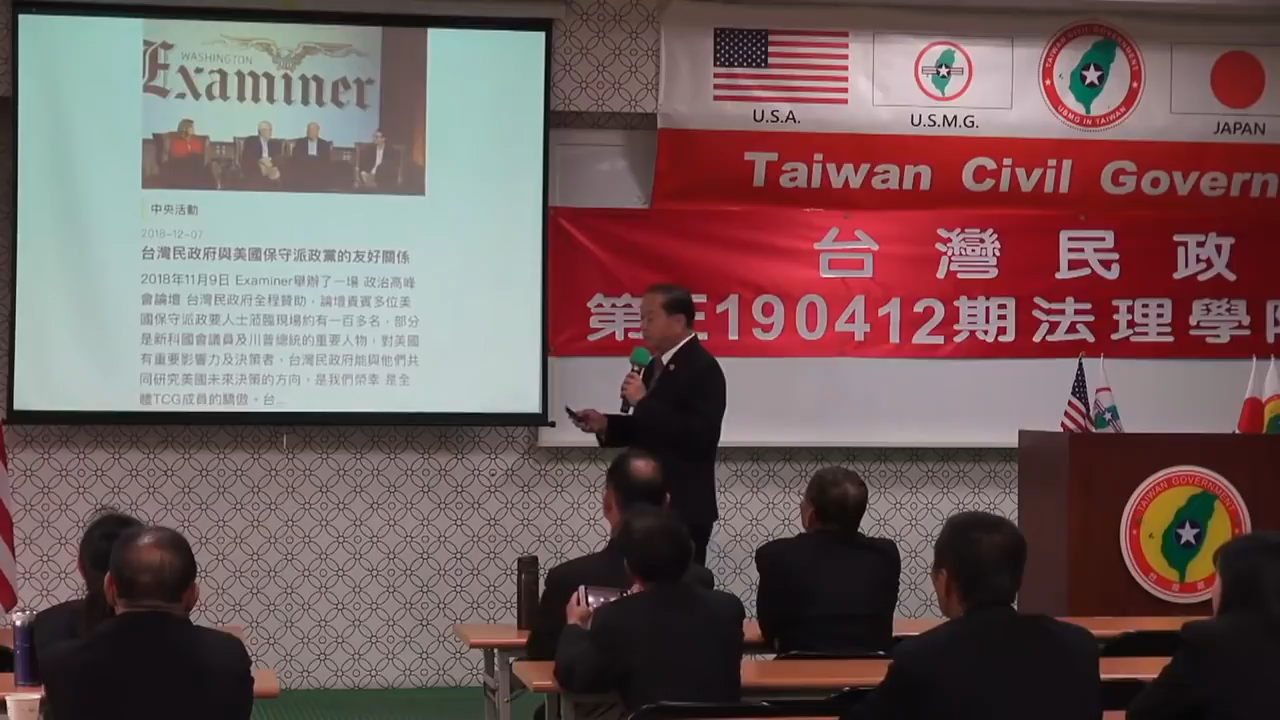 WASHINGTON
Examiner
中央活動
2018-12-07
台灣民政府與美國保守派政黨的友好關係
2018年11月9日 Examiner舉辦了一場 政治高峰
會論壇 台灣民政府全程贊助，論壇貴賓多位美
國保守派政要人士蒞臨現場約有一百多名，部分
是新科國會議員及川普總統的重要人物，對美國
有重要影響力及決策者，台灣民政府能與他們共
同研究美國未來決策的方向，是我們榮幸 是全
體TCG成員的驕傲。台...
U.S.A.
U.S.M.G.
TAIWAN CIVIL GOVERNMENT
USMG IN TAIWAN
JAPAN
Taiwan Civil Govern
台灣民政
第 190412期法理學
TAIWAN GOVERNMENT